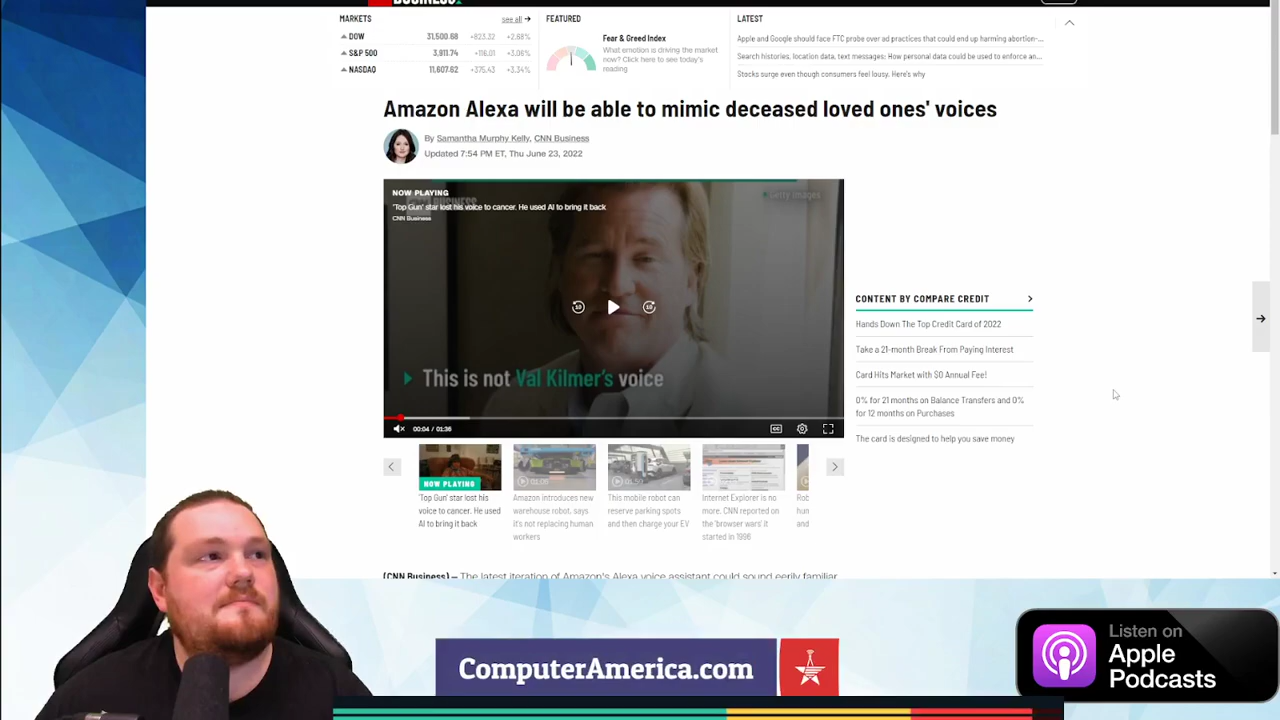 BUSINESS
MARKETS
see all →
DOW 31,500.68 +823.32 +2.68%
S&P 500 3,911.74 +116.01 +3.06%
NASDAQ 11,607.62 +375.43 +3.34%
FEATURED
Fear & Greed Index
What emotion is driving the market
now? Click here to see today's
reading
LATEST
Apple and Google should face FTC probe over ad practices that could end up harming abortion-...
Search histories, location data, text messages: How personal data could be used to enforce an...
Stocks surge even though consumers feel lousy. Here's why
Amazon Alexa will be able to mimic deceased loved ones' voices
By Samantha Murphy Kelly, CNN Business
Updated 7:54 PM ET, Thu June 23, 2022
NOW PLAYING
'Top Gun' star lost his voice to cancer. He used AI to bring it back
CNN Business
BUSINESS
Getty Images
10
10
This is not Val Kilmer's voice
00:04 / 01:36
CC
CONTENT BY COMPARE CREDIT
Hands Down The Top Credit Card of 2022
Take a 21-month Break From Paying Interest
Card Hits Market with $0 Annual Fee!
0% for 21 months on Balance Transfers and 0%
for 12 months on Purchases
The card is designed to help you save money
NOW PLAYING
'Top Gun' star lost his
voice to cancer. He used
AI to bring it back
01:05
Amazon introduces new
warehouse robot, says
it's not replacing human
workers
This mobile robot can
reserve parking spots
and then charge your EV
Internet Explorer is no
more. CNN reported on
the 'browser wars' it
started in 1996
Rob
hun
and
(CNN Business) — The latest iteration of Amazon's Alexa voice assistant could sound eerily familiar.
ComputerAmerica.com
Listen on
Apple
Podcasts